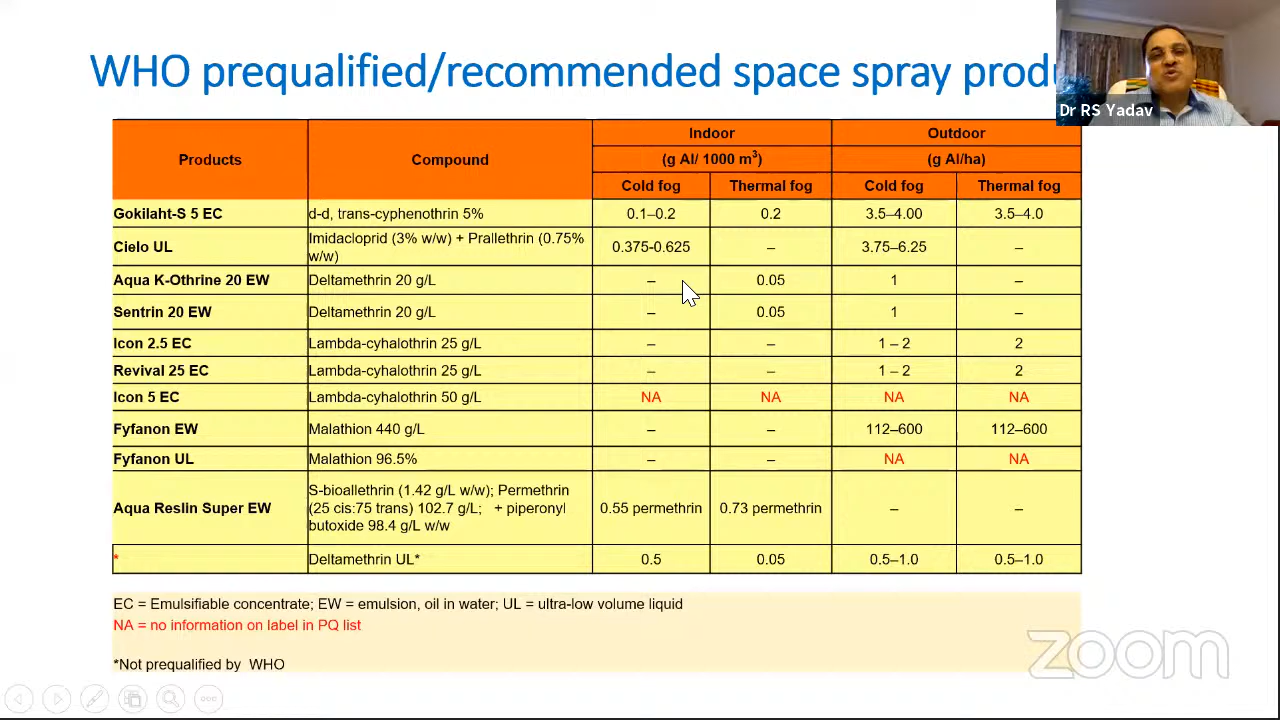 WHO prequalified/recommended space spray produ
Dr RS Yadav
Products Compound Indoor Outdoor
(g AI/ 1000 m³) (g AI/ha)
Cold fog Thermal fog Cold fog Thermal fog
Gokilaht-S 5 EC d-d, trans-cyphenothrin 5% 0.1–0.2 0.2 3.5–4.00 3.5–4.0
Cielo UL Imidacloprid (3% w/w) + Prallethrin (0.75% w/w) 0.375-0.625 – 3.75–6.25 –
Aqua K-Othrine 20 EW Deltamethrin 20 g/L – 0.05 1 –
Sentrin 20 EW Deltamethrin 20 g/L – 0.05 1 –
Icon 2.5 EC Lambda-cyhalothrin 25 g/L – – 1 – 2 2
Revival 25 EC Lambda-cyhalothrin 25 g/L – – 1 – 2 2
Icon 5 EC Lambda-cyhalothrin 50 g/L NA NA NA NA
Fyfanon EW Malathion 440 g/L – – 112–600 112–600
Fyfanon UL Malathion 96.5% – – NA NA
Aqua Reslin Super EW S-bioallethrin (1.42 g/L w/w); Permethrin (25 cis:75 trans) 102.7 g/L; + piperonyl butoxide 98.4 g/L w/w 0.55 permethrin 0.73 permethrin – –
* Deltamethrin UL* 0.5 0.05 0.5–1.0 0.5–1.0
EC = Emulsifiable concentrate; EW = emulsion, oil in water; UL = ultra-low volume liquid
NA = no information on label in PQ list
*Not prequalified by WHO
zoom